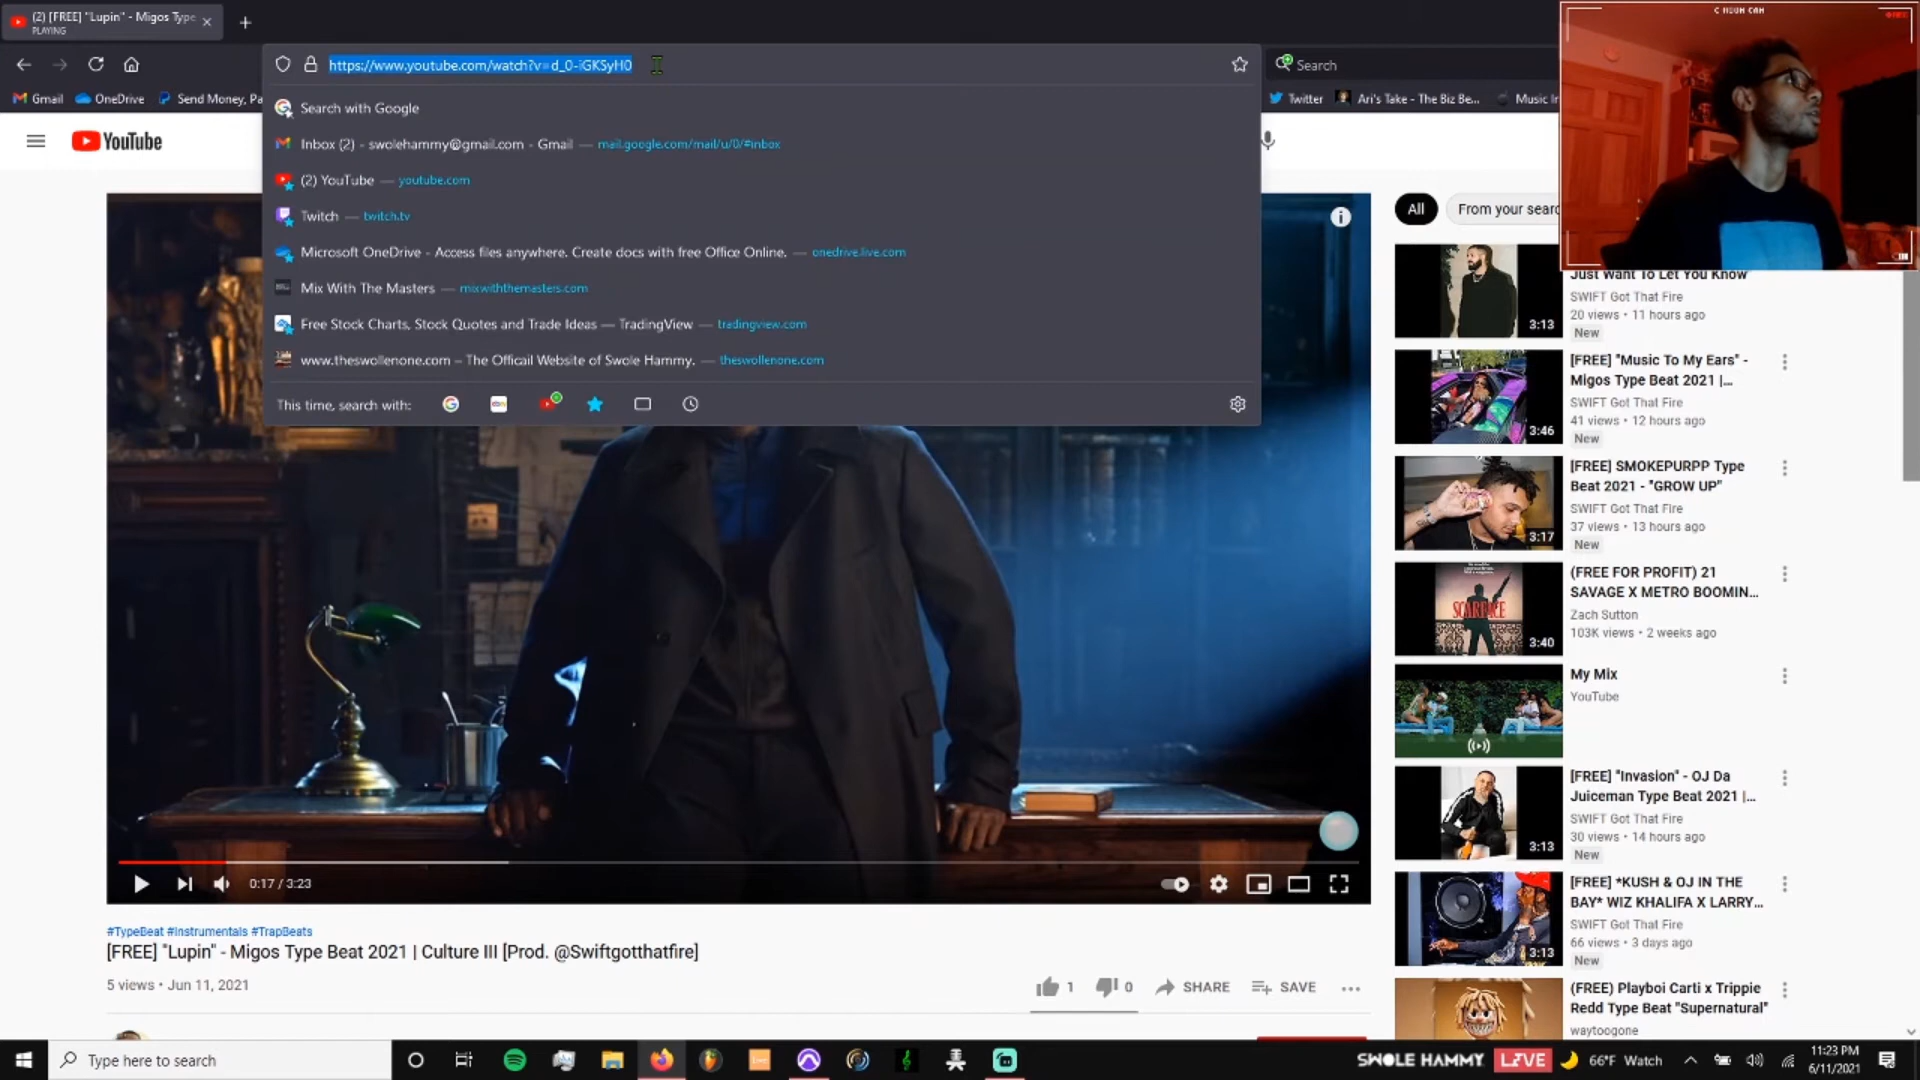 (2) [FREE] "Lupin" - Migos Type
PLAYING
https://www.youtube.com/watch?v=d_0-iGKSyH0
Search
Gmail
OneDrive
Send Money, Pa
Twitter
Ari's Take - The Biz Be...
Music In
Search with Google
Inbox (2) - swolehammy@gmail.com - Gmail — mail.google.com/mail/u/0/#inbox
(2) YouTube — youtube.com
Twitch — twitch.tv
Microsoft OneDrive - Access files anywhere. Create docs with free Office Online. — onedrive.live.com
Mix With The Masters — mixwiththemasters.com
Free Stock Charts, Stock Quotes and Trade Ideas — TradingView — tradingview.com
www.theswollenone.com – The Officail Website of Swole Hammy. — theswollenone.com
This time, search with:
YouTube
All
From your searc
Just Want To Let You Know
SWIFT Got That Fire
20 views • 11 hours ago
New
3:13
[FREE] "Music To My Ears" -
Migos Type Beat 2021 |...
SWIFT Got That Fire
41 views • 12 hours ago
New
3:46
[FREE] SMOKEPURPP Type
Beat 2021 - "GROW UP"
SWIFT Got That Fire
37 views • 13 hours ago
New
3:17
(FREE FOR PROFIT) 21
SAVAGE X METRO BOOMIN...
Zach Sutton
103K views • 2 weeks ago
SCARFACE
3:40
My Mix
YouTube
[FREE] "Invasion" - OJ Da
Juiceman Type Beat 2021 |...
SWIFT Got That Fire
30 views • 14 hours ago
New
3:13
[FREE] *KUSH & OJ IN THE
BAY* WIZ KHALIFA X LARRY...
SWIFT Got That Fire
66 views • 3 days ago
New
3:13
(FREE) Playboi Carti x Trippie
Redd Type Beat "Supernatural"
waytoogone
0:17 / 3:23
#TypeBeat #Instrumentals #TrapBeats
[FREE] "Lupin" - Migos Type Beat 2021 | Culture III [Prod. @Swiftgotthatfire]
5 views • Jun 11, 2021
1
0
SHARE
SAVE
Type here to search
SWOLE HAMMY LIVE
66°F Watch
11:23 PM
6/11/2021